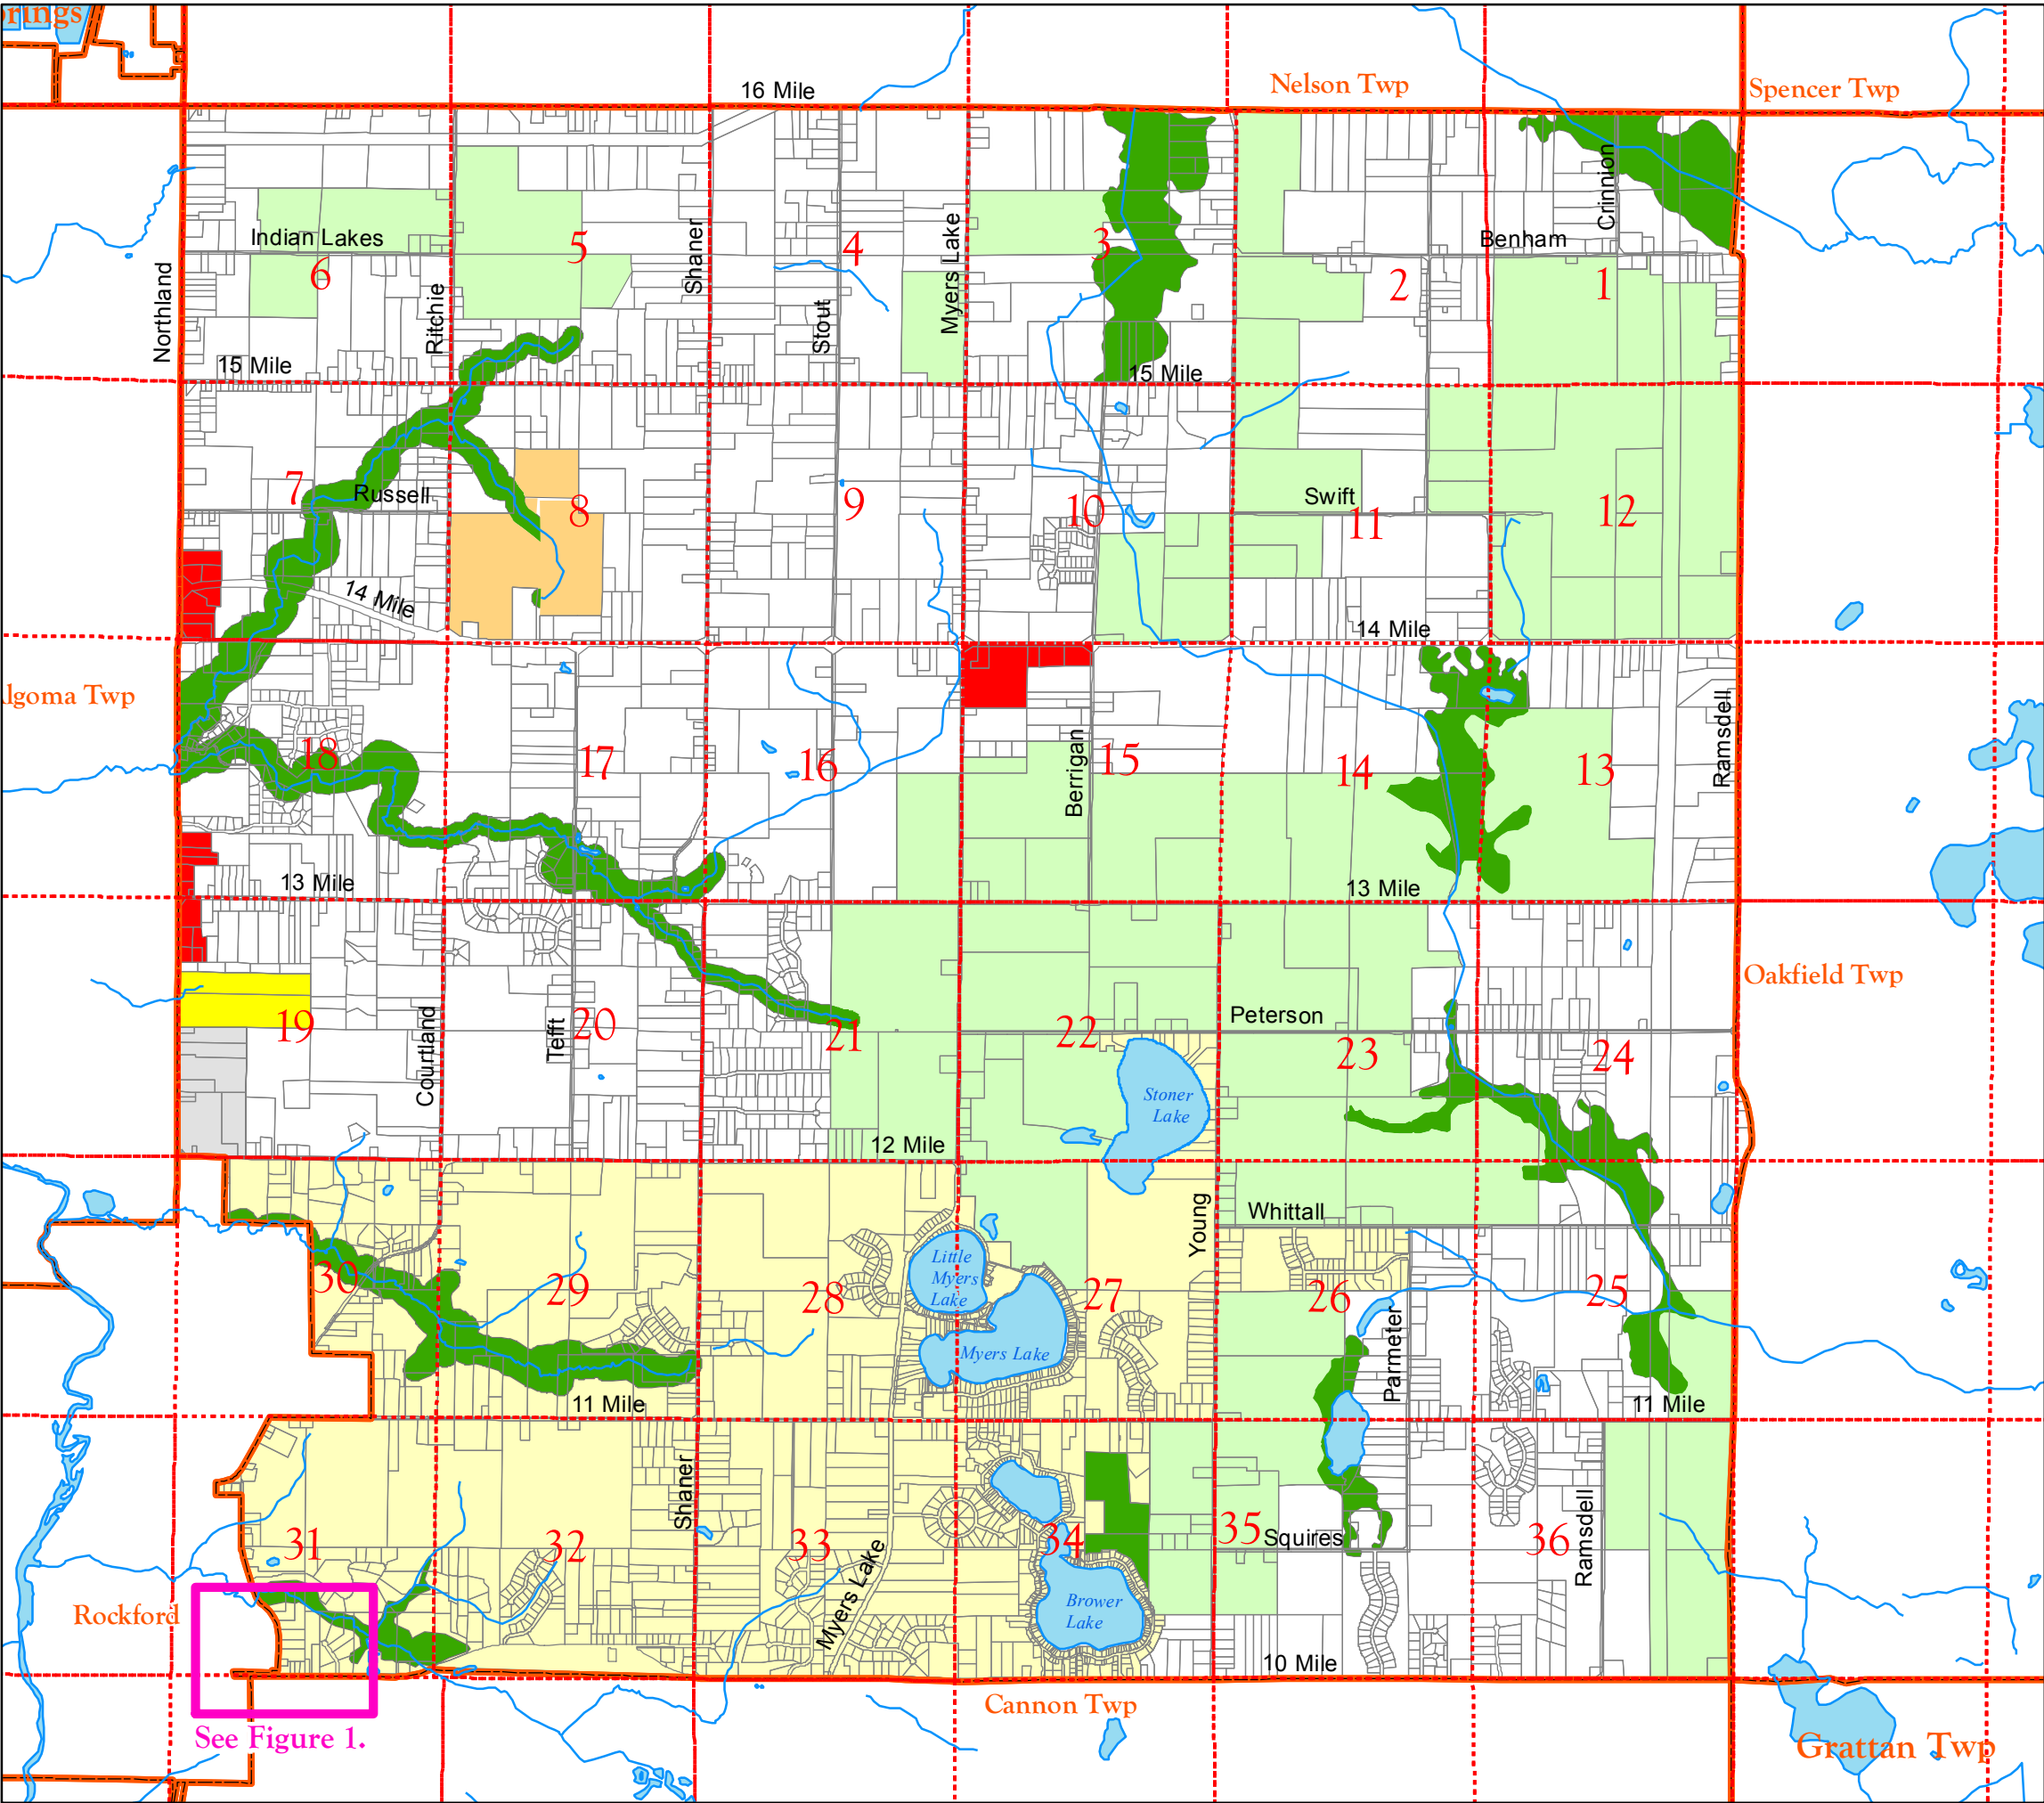 prings
16 Mile
Nelson Twp
Spencer Twp
Crinnion
Indian Lakes
Shaner
Myers Lake
Benham
5
4
3
6
2
1
Northland
Ritchie
Stout
15 Mile
15 Mile
7
Russell
8
9
10
Swift
11
12
14 Mile
14 Mile
lgoma Twp
18
17
16
Berrigan
15
14
13
Ramsdell
13 Mile
13 Mile
Oakfield Twp
19
Courtland
Tefft
20
21
22
Peterson
23
24
Stoner
Lake
12 Mile
Young
Whittall
Little
Myers
Lake
30
29
28
27
26
25
Parmeter
Myers Lake
11 Mile
11 Mile
Shaner
31
32
33
Myers Lake
34
35
Squires
36
Ramsdell
Rockford
Brower
Lake
10 Mile
Cannon Twp
See Figure 1.
Grattan Twp